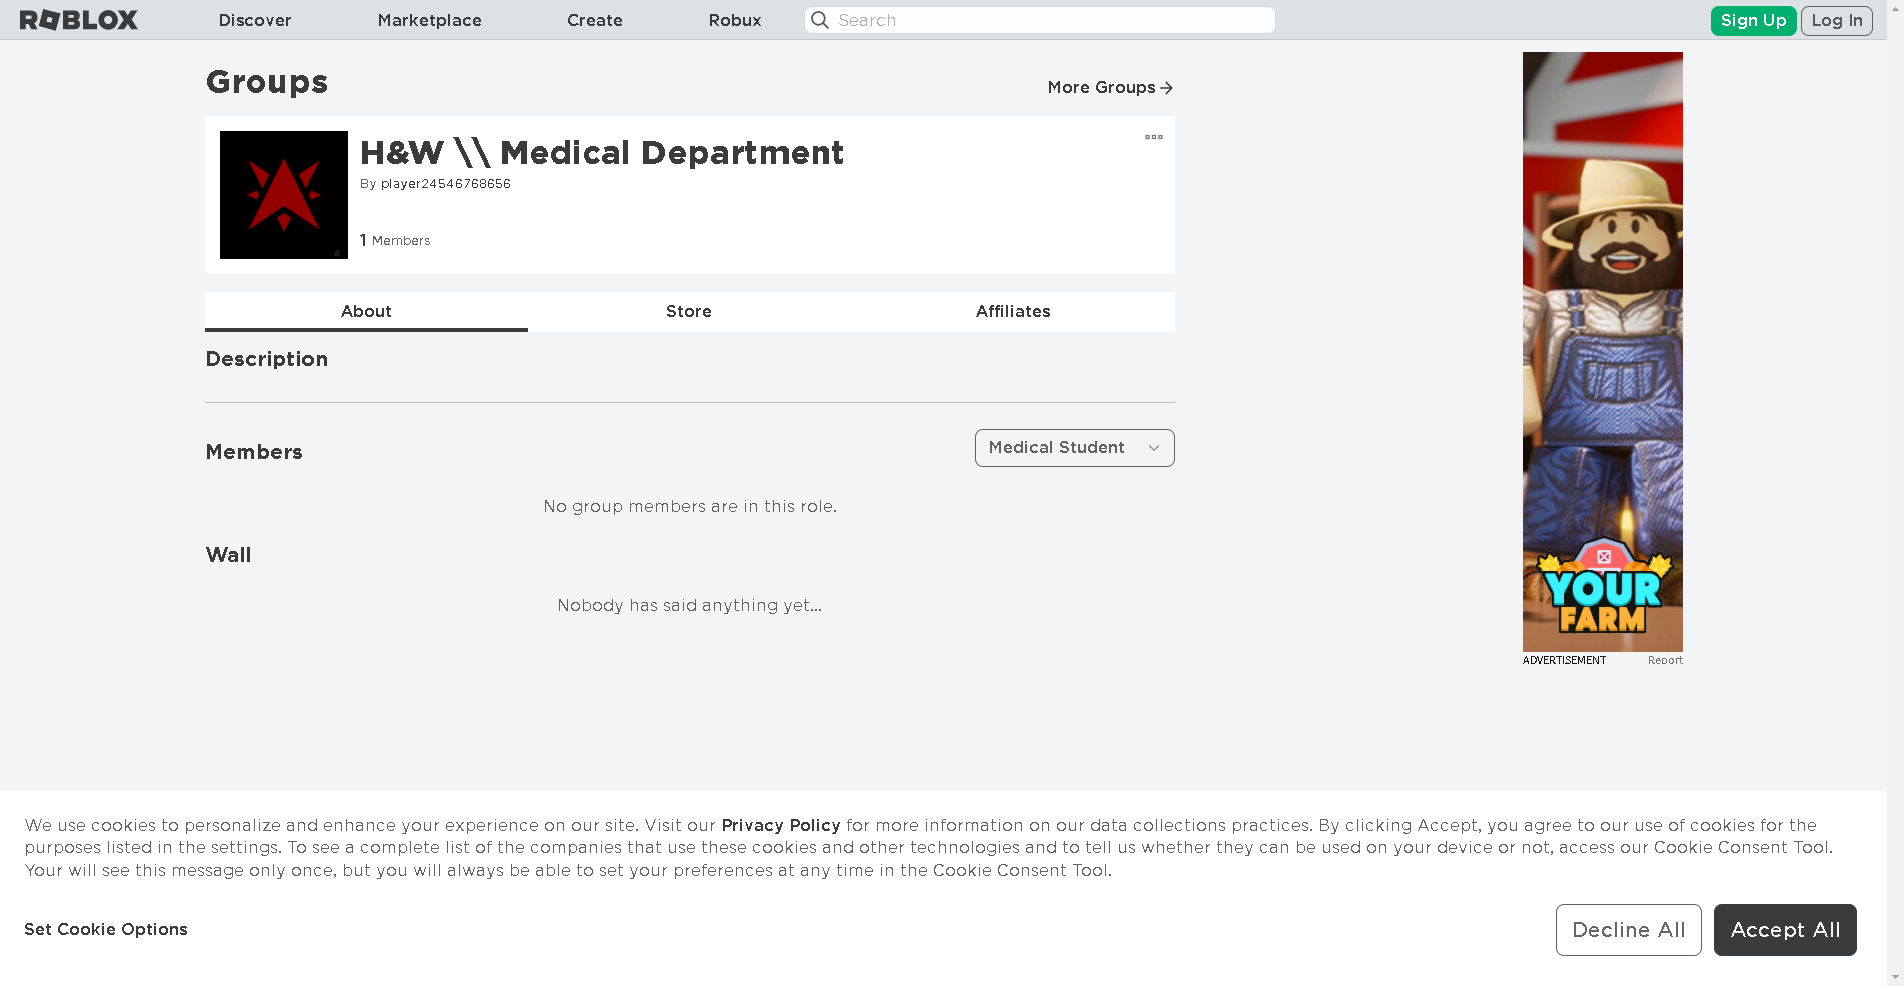 ROBLOX
Discover
Marketplace
Create
Robux
Search
Sign Up
Log In
Groups
More Groups
H&W \\ Medical Department
By player24546768656
1 Members
About
Store
Affiliates
Description
Members
Medical Student
No group members are in this role.
Wall
Nobody has said anything yet...
YOUR
FARM
ADVERTISEMENT
Report
We use cookies to personalize and enhance your experience on our site. Visit our Privacy Policy for more information on our data collections practices. By clicking Accept, you agree to our use of cookies for the
purposes listed in the settings. To see a complete list of the companies that use these cookies and other technologies and to tell us whether they can be used on your device or not, access our Cookie Consent Tool.
Your will see this message only once, but you will always be able to set your preferences at any time in the Cookie Consent Tool.
Set Cookie Options
Decline All
Accept All